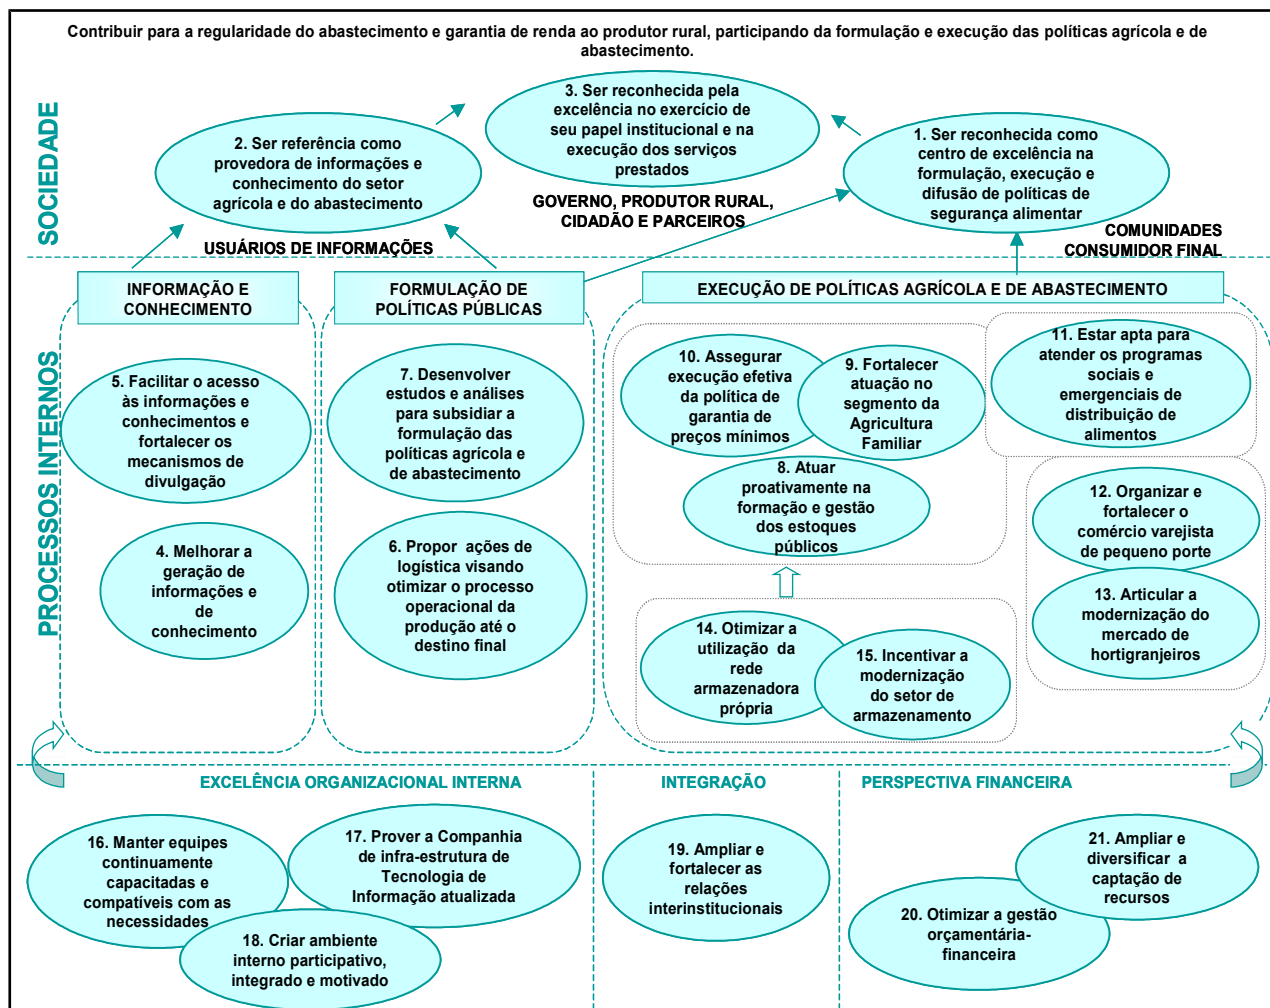 Contribuir para a regularidade do abastecimento e garantia de renda ao produtor rural, participando da formulação e execução das políticas agrícola e de
abastecimento.
SOCIEDADE
3. Ser reconhecida pela
excelência no exercício de
seu papel institucional e na
execução dos serviços
prestados
2. Ser referência como
provedora de informações e
conhecimento do setor
agrícola e do abastecimento
1. Ser reconhecida como
centro de excelência na
formulação, execução e
difusão de políticas de
segurança alimentar
GOVERNO, PRODUTOR RURAL,
CIDADÃO E PARCEIROS
USUÁRIOS DE INFORMAÇÕES
COMUNIDADES
CONSUMIDOR FINAL
PROCESSOS INTERNOS
INFORMAÇÃO E
CONHECIMENTO
FORMULAÇÃO DE
POLÍTICAS PÚBLICAS
EXECUÇÃO DE POLÍTICAS AGRÍCOLA E DE ABASTECIMENTO
5. Facilitar o acesso
às informações e
conhecimentos e
fortalecer os
mecanismos de
divulgação
4. Melhorar a
geração de
informações e
de
conhecimento
7. Desenvolver
estudos e análises
para subsidiar a
formulação das
políticas agrícola e
de abastecimento
6. Propor ações de
logística visando
otimizar o processo
operacional da
produção até o
destino final
10. Assegurar
execução efetiva
da política de
garantia de
preços mínimos
9. Fortalecer
atuação no
segmento da
Agricultura
Familiar
11. Estar apta para
atender os programas
sociais e
emergenciais de
distribuição de
alimentos
8. Atuar
proativamente na
formação e gestão
dos estoques
públicos
12. Organizar e
fortalecer o
comércio varejista
de pequeno porte
13. Articular a
modernização do
mercado de
hortigranjeiros
14. Otimizar a
utilização da
rede
armazenadora
própria
15. Incentivar a
modernização
do setor de
armazenamento
EXCELÊNCIA ORGANIZACIONAL INTERNA
INTEGRAÇÃO
PERSPECTIVA FINANCEIRA
16. Manter equipes
continuamente
capacitadas e
compatíveis com as
necessidades
17. Prover a Companhia
de infra-estrutura de
Tecnologia de
Informação atualizada
18. Criar ambiente
interno participativo,
integrado e motivado
19. Ampliar e
fortalecer as
relações
interinstitucionais
21. Ampliar e
diversificar a
captação de
recursos
20. Otimizar a gestão
orçamentária-
financeira